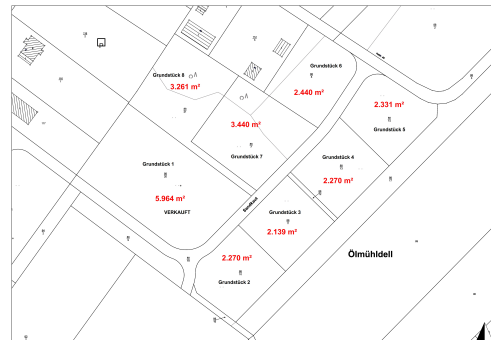 Grundstück 6
2.440 m²
Grundstück 8
3.261 m²
2.331 m²
Grundstück 5
3.440 m²
Grundstück 7
Grundstück 4
2.270 m²
Grundstück 1
5.964 m²
VERKAUFT
Grundstück 3
2.139 m²
2.270 m²
Grundstück 2
Ölmühldell